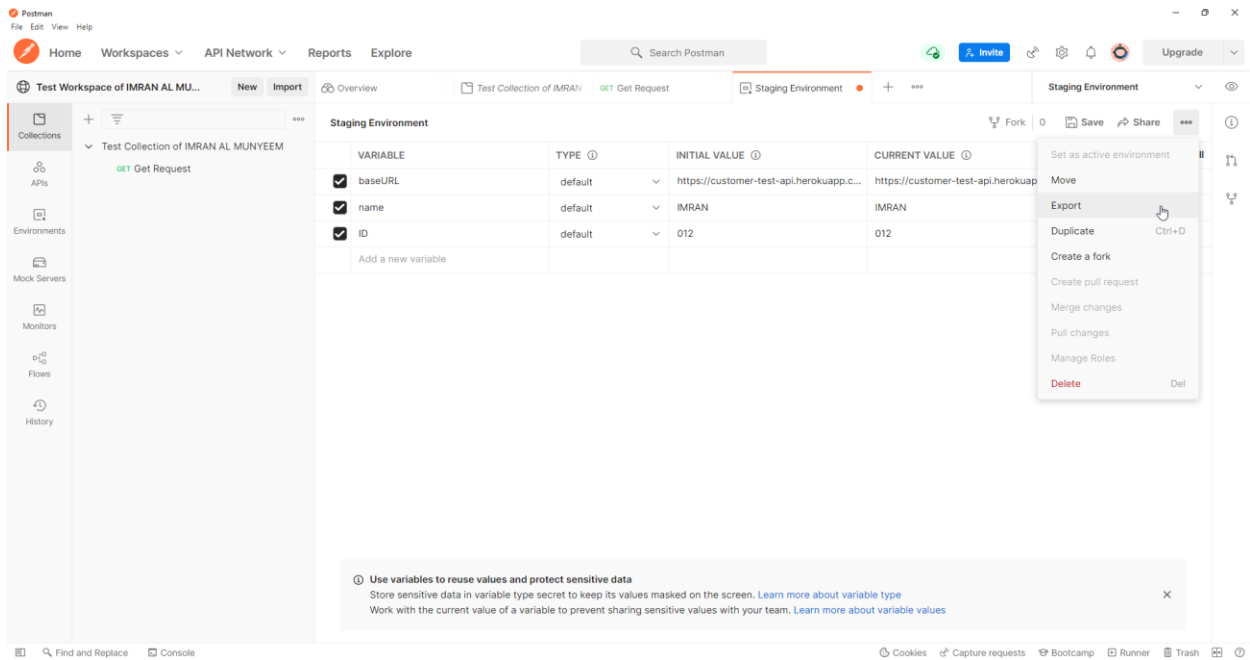 Postman
File Edit View Help
Home Workspaces API Network Reports Explore Search Postman Invite Upgrade
Test Workspace of IMRAN AL MU... New Import Overview Test Collection of IMRAN GET Get Request Staging Environment Staging Environment
Collections
APIs
Environments
Mock Servers
Monitors
Flows
History
Test Collection of IMRAN AL MUNYEEM
GET Get Request
Staging Environment Fork 0 Save Share
VARIABLE TYPE INITIAL VALUE CURRENT VALUE
baseURL default https://customer-test-api.herokuapp.c... https://customer-test-api.herokuap
name default IMRAN IMRAN
ID default 012 012
Add a new variable
Set as active environment
Move
Export
Duplicate Ctrl+D
Create a fork
Create pull request
Merge changes
Pull changes
Manage Roles
Delete Del
Use variables to reuse values and protect sensitive data
Store sensitive data in variable type secret to keep its values masked on the screen. Learn more about variable type
Work with the current value of a variable to prevent sharing sensitive values with your team. Learn more about variable values
Find and Replace Console Cookies Capture requests Bootcamp Runner Trash